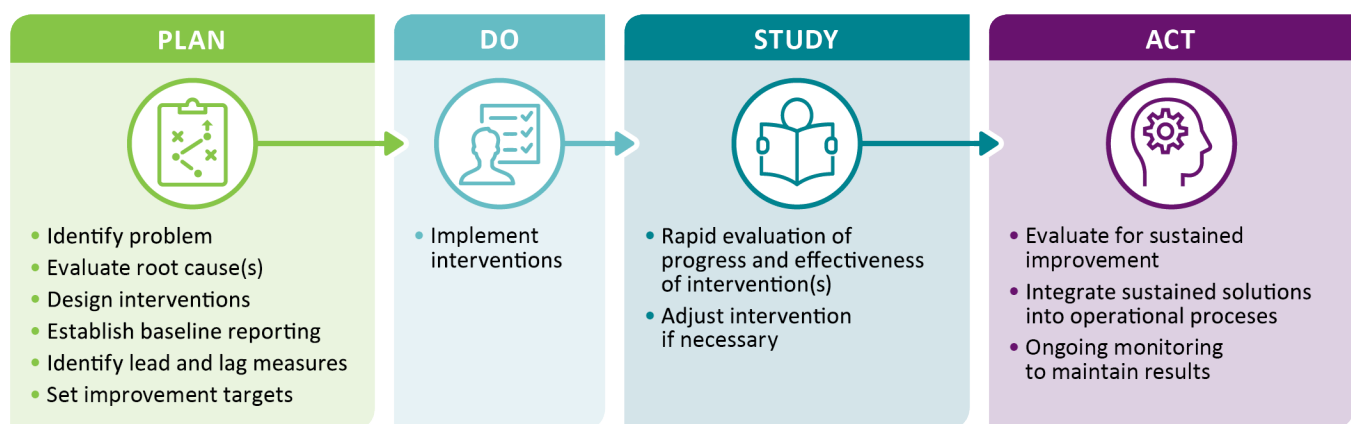 PLAN
• Identify problem
• Evaluate root cause(s)
• Design interventions
• Establish baseline reporting
• Identify lead and lag measures
• Set improvement targets
DO
• Implement
interventions
STUDY
• Rapid evaluation of
progress and effectiveness
of intervention(s)
• Adjust intervention
if necessary
ACT
• Evaluate for sustained
improvement
• Integrate sustained solutions
into operational proceses
• Ongoing monitoring
to maintain results